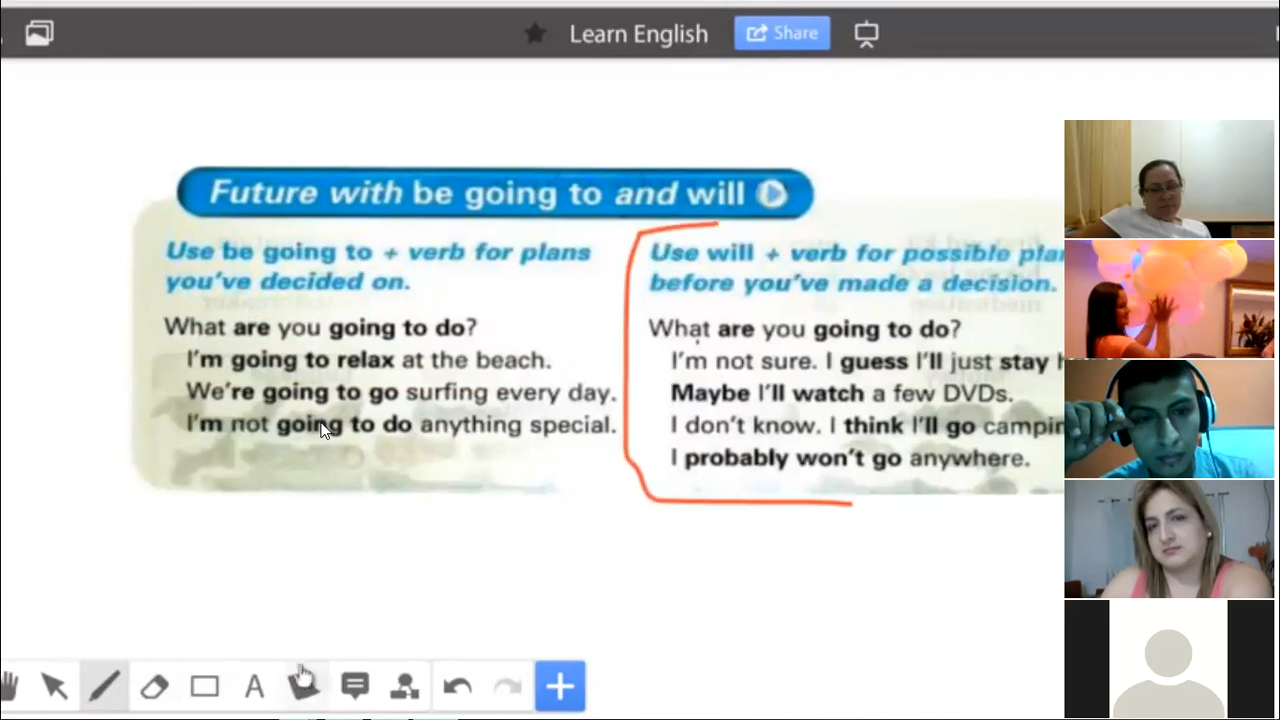 Learn English
Share
Future with be going to and will
Use be going to + verb for plans
you've decided on.
What are you going to do?
I'm going to relax at the beach.
We're going to go surfing every day.
I'm not going to do anything special.
Use will + verb for possible
before you've made a decision.
What are you going to do?
I'm not sure. I guess I'll just stay
Maybe I'll watch a few DVDs.
I don't know. I think I'll go
I probably won't go anywhere.
A